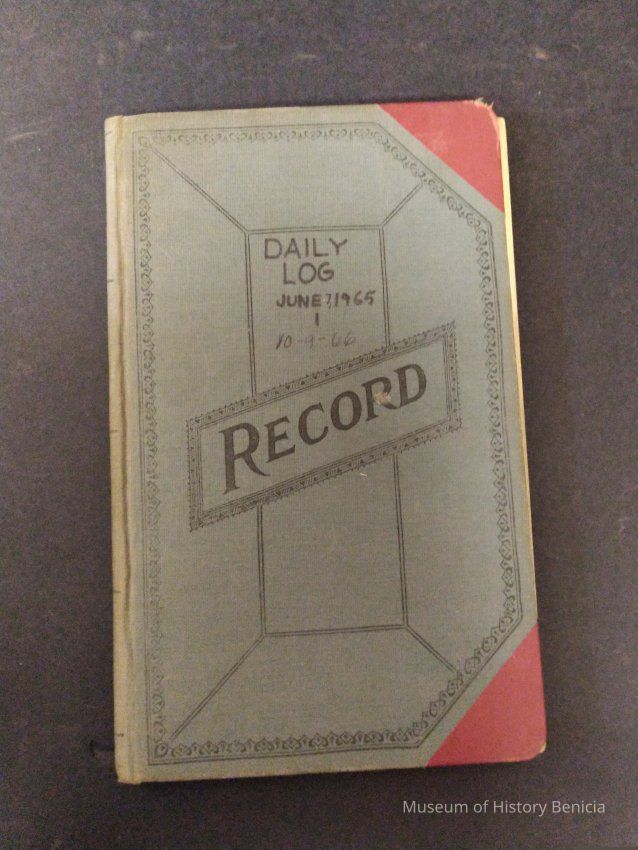 DAILY
LOG
JUNE 7, 1965
|
10-9-66
RECORD
Museum of History Benicia